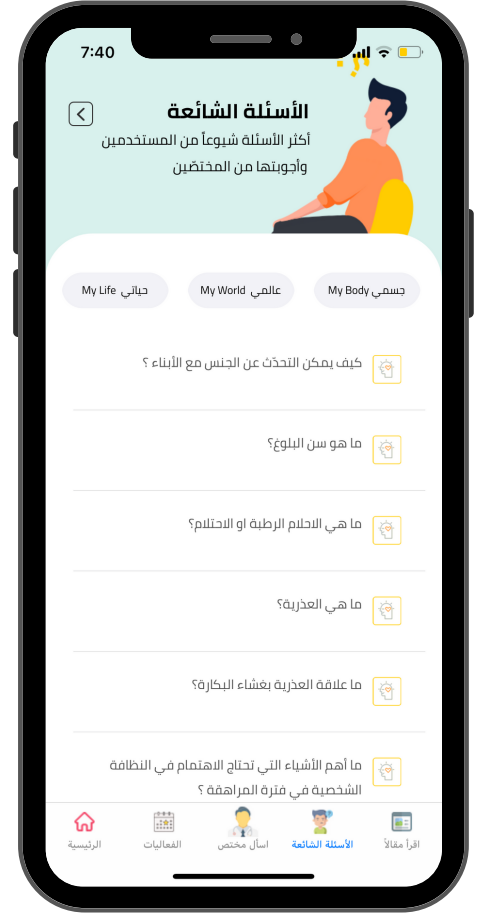 7:40
الأسئلة الشائعة
أكثر الأسئلة شيوعاً من المستخدمين
وأجوبتها من المختصّين
جسمي My Body
عالمي My World
حياتي My Life
كيف يمكن التحدّث عن الجنس مع الأبناء ؟
ما هو سن البلوغ؟
ما هي الاحلام الرطبة او الاحتلام؟
ما هي العذرية؟
ما علاقة العذرية بغشاء البكارة؟
ما أهم الأشياء التي تحتاج الاهتمام في النظافة
الشخصية في فترة المراهقة ؟
اقرأ مقالاً
الأسئلة الشائعة
اسأل مختص
الفعاليات
الرئيسية